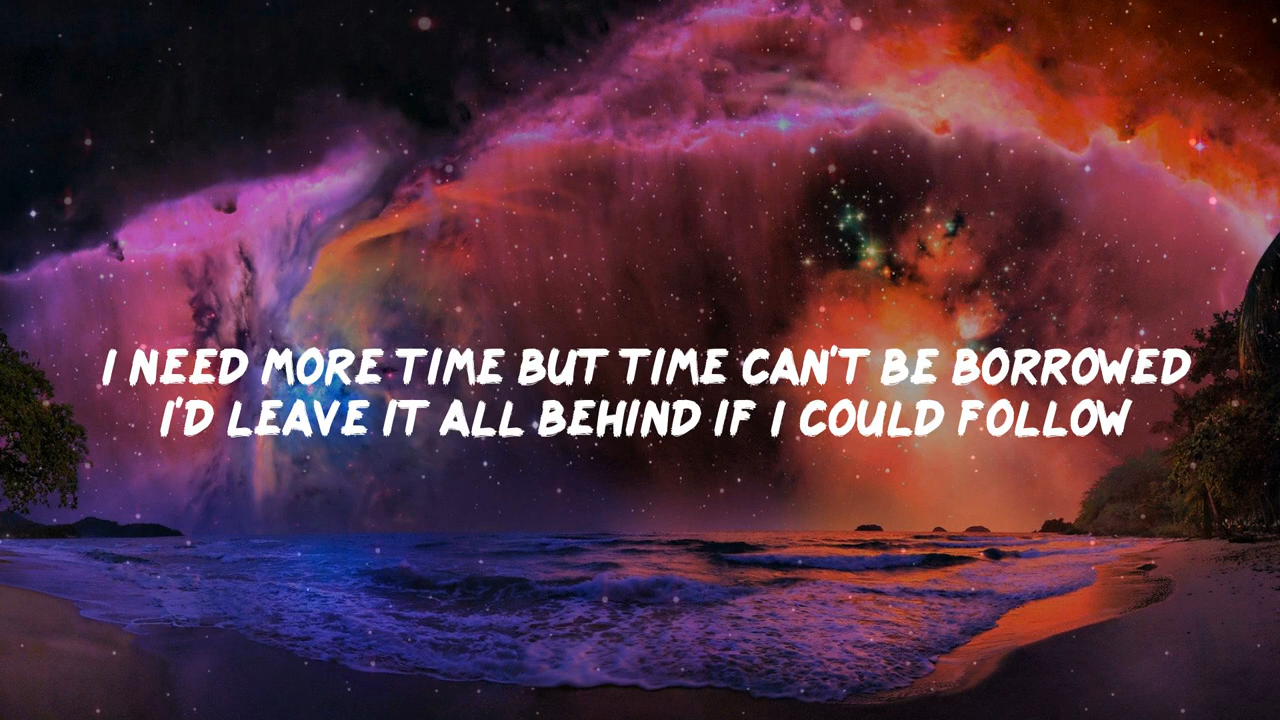 I NEED MORE TIME BUT TIME CAN'T BE BORROWED
I'D LEAVE IT ALL BEHIND IF I COULD FOLLOW